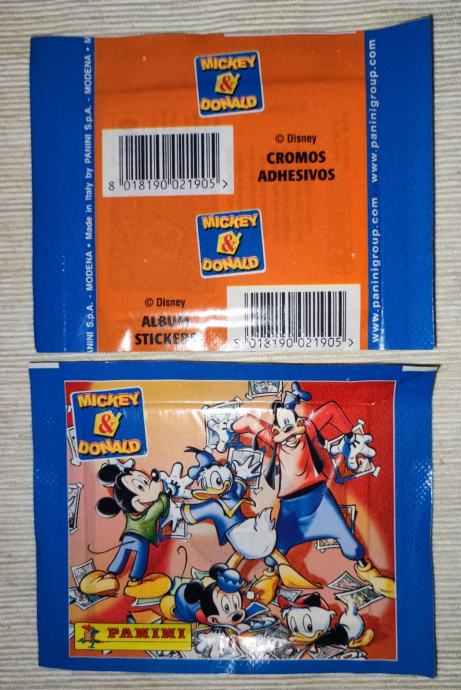 MICKEY
&
DONALD
© Disney
CROMOS
ADHESIVOS
8 018190 021905 >
MICKEY
&
DONALD
© Disney
ALBUM
STICKERS
8 018190 021905 >
MODENA • Made in Italy by PANINI S.p.A. - MODENA • M
PANINI S.p.A.
www.paninigroup.com www.paninigroup.com
MICKEY
&
DONALD
PANINI